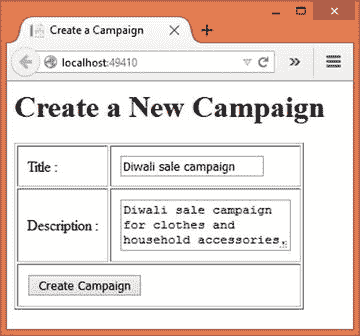 Create a Campaign
localhost:49410
Create a New Campaign
Title :
Diwali sale campaign
Description :
Diwali sale campaign
for clothes and
household accessories.
Create Campaign